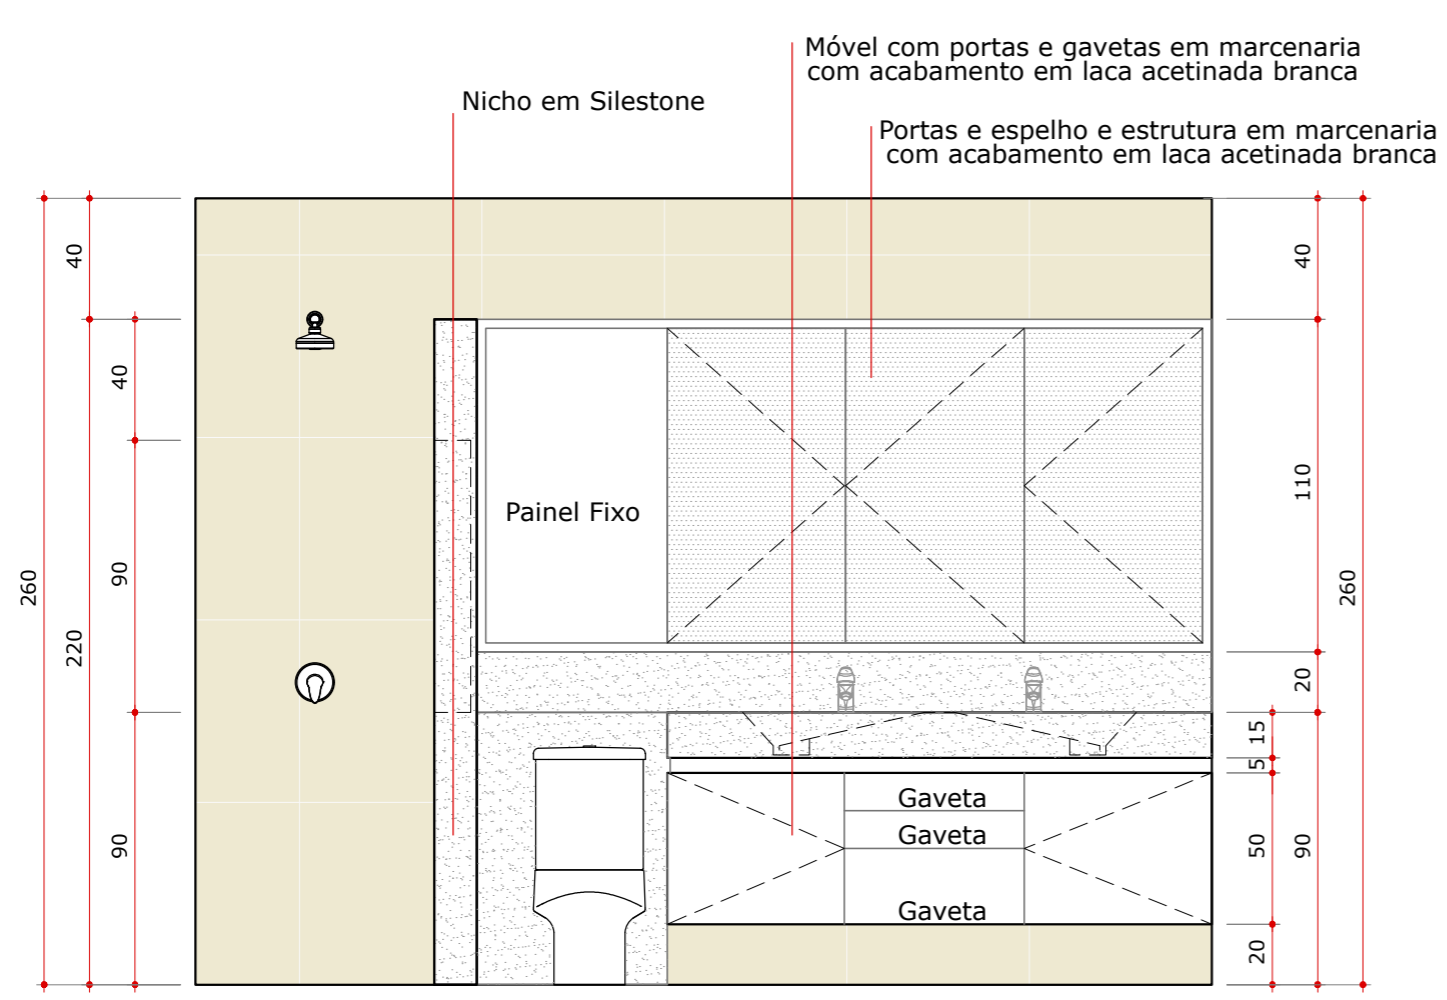 Móvel com portas e gavetas em marcenaria
com acabamento em laca acetinada branca
Nicho em Silestone
Portas e espelho e estrutura em marcenaria
com acabamento em laca acetinada branca
40
40
40
40
110
Painel Fixo
90
260
260
220
20
15
5
Gaveta
Gaveta
90
50
90
Gaveta
20